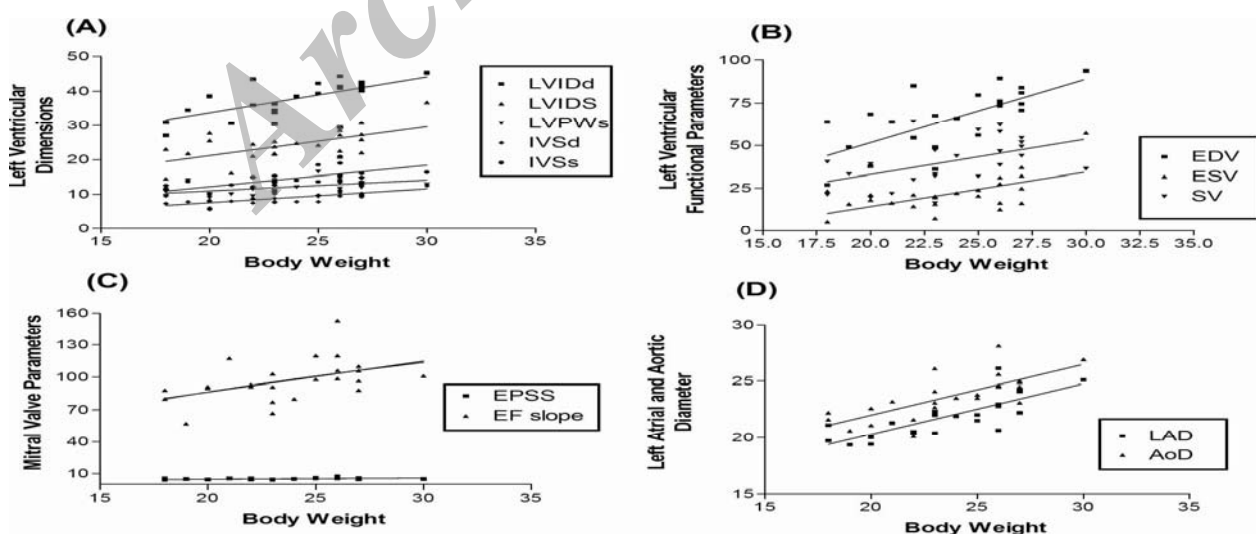 (A)
Left Ventricular
Dimensions
50
40
30
20
10
0
15
20
25
30
35
Body Weight
LVIDd
LVIDS
LVPWs
IVSd
IVSs
(B)
Left Ventricular
Functional Parameters
100
75
50
25
0
15.0
17.5
20.0
22.5
25.0
27.5
30.0
32.5
35.0
Body Weight
EDV
ESV
SV
(C)
Mitral Valve Parameters
160
130
100
70
40
10
15
20
25
30
35
Body Weight
EPSS
EF slope
(D)
Left Atrial and Aortic
Diameter
30
25
20
15
15
20
25
30
35
Body Weight
LAD
AoD
Arc